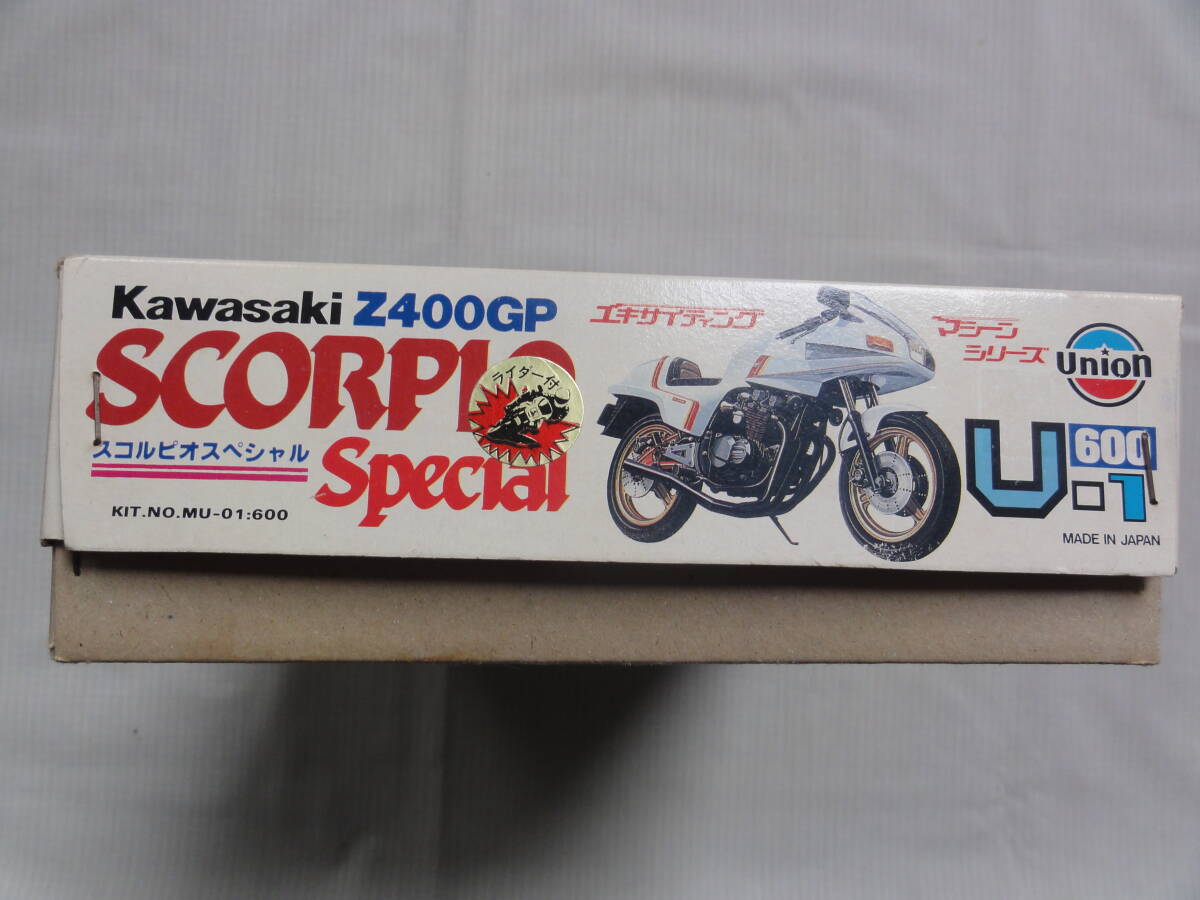 Kawasaki Z400GP
SCORPIO
Special
スコルピオスペシャル
KIT.NO.MU-01:600
ライダー付
エキサイティング
マシーン
シリーズ
Union
600
U-1
MADE IN JAPAN